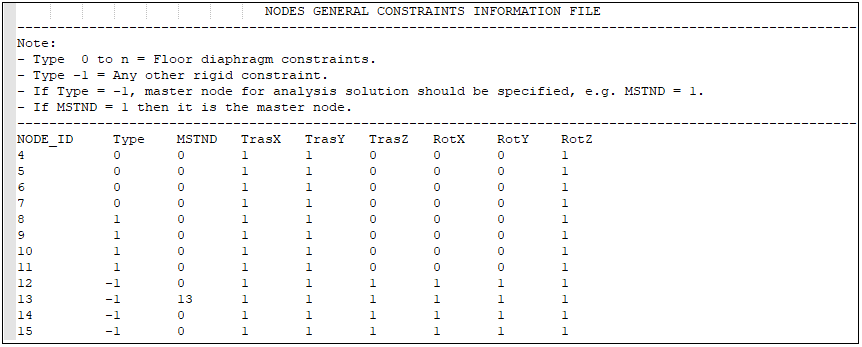 NODES GENERAL CONSTRAINTS INFORMATION FILE
Note:
- Type  0 to n = Floor diaphragm constraints.
- Type -1 = Any other rigid constraint.
- If Type = -1, master node for analysis solution should be specified, e.g. MSTND = 1.
- If MSTND = 1 then it is the master node.
NODE_ID Type MSTND TrasX TrasY TrasZ RotX RotY RotZ
4 0 0 1 1 0 0 0 1
5 0 0 1 1 0 0 0 1
6 0 0 1 1 0 0 0 1
7 0 0 1 1 0 0 0 1
8 1 0 1 1 0 0 0 1
9 1 0 1 1 0 0 0 1
10 1 0 1 1 0 0 0 1
11 1 0 1 1 0 0 0 1
12 -1 0 1 1 1 1 1 1
13 -1 13 1 1 1 1 1 1
14 -1 0 1 1 1 1 1 1
15 -1 0 1 1 1 1 1 1